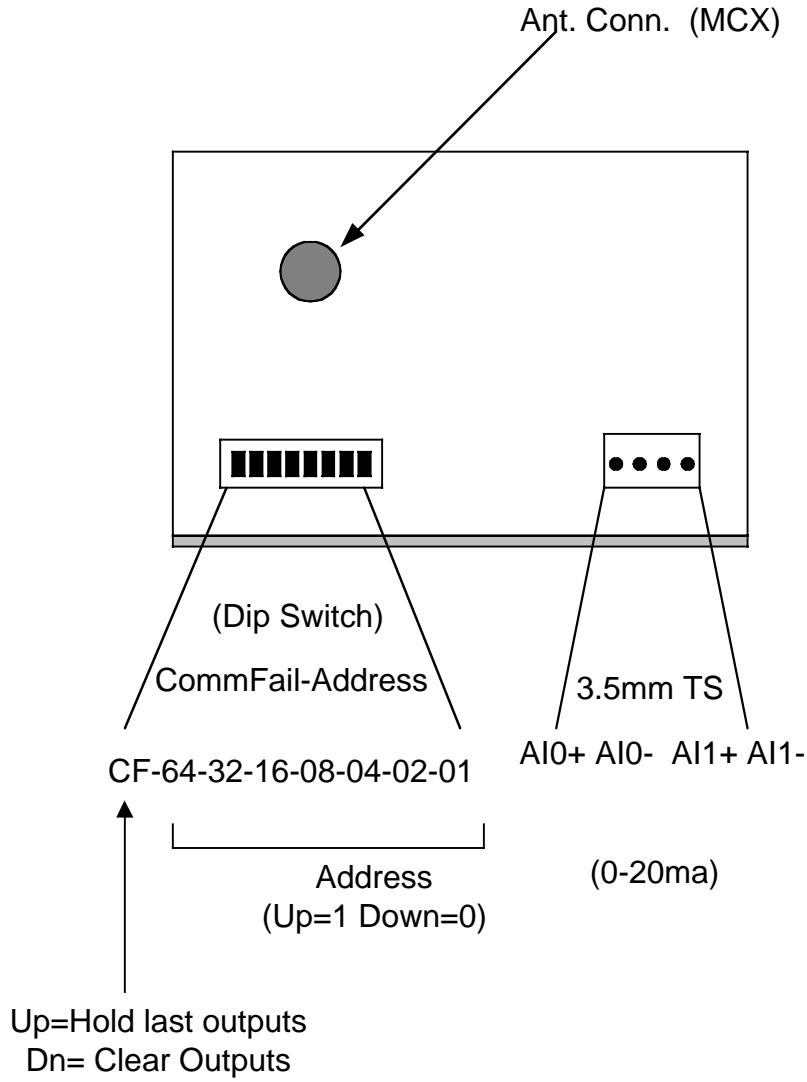 Ant. Conn. (MCX)
(Dip Switch)
CommFail-Address
3.5mm TS
CF-64-32-16-08-04-02-01
AI0+ AI0- AI1+ AI1-
Address
(Up=1 Down=0)
(0-20ma)
Up=Hold last outputs
Dn= Clear Outputs